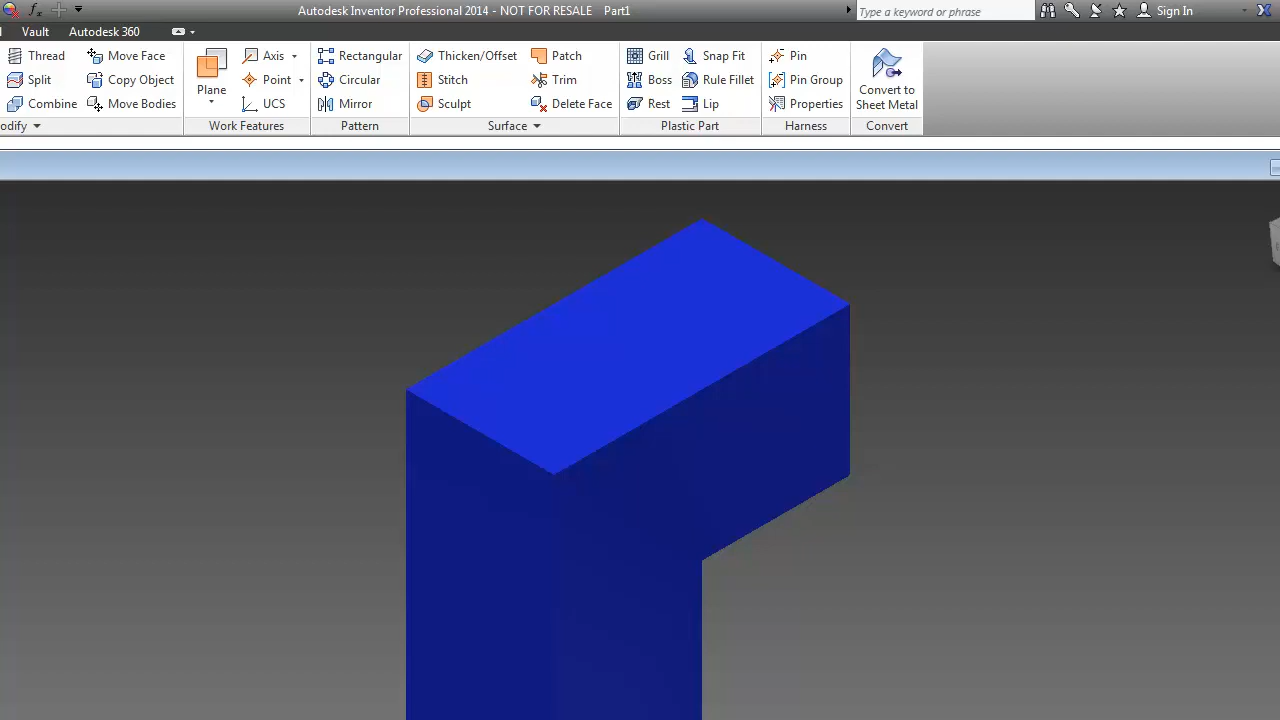 Autodesk Inventor Professional 2014 - NOT FOR RESALE Part1
Type a keyword or phrase
Sign In
Vault Autodesk 360
Thread Move Face Axis Rectangular Thicken/Offset Patch Grill Snap Fit Pin
Split Copy Object Plane Point Circular Stitch Trim Boss Rule Fillet Pin Group Convert to
Combine Move Bodies UCS Mirror Sculpt Delete Face Rest Lip Properties Sheet Metal
odify Work Features Pattern Surface Plastic Part Harness Convert